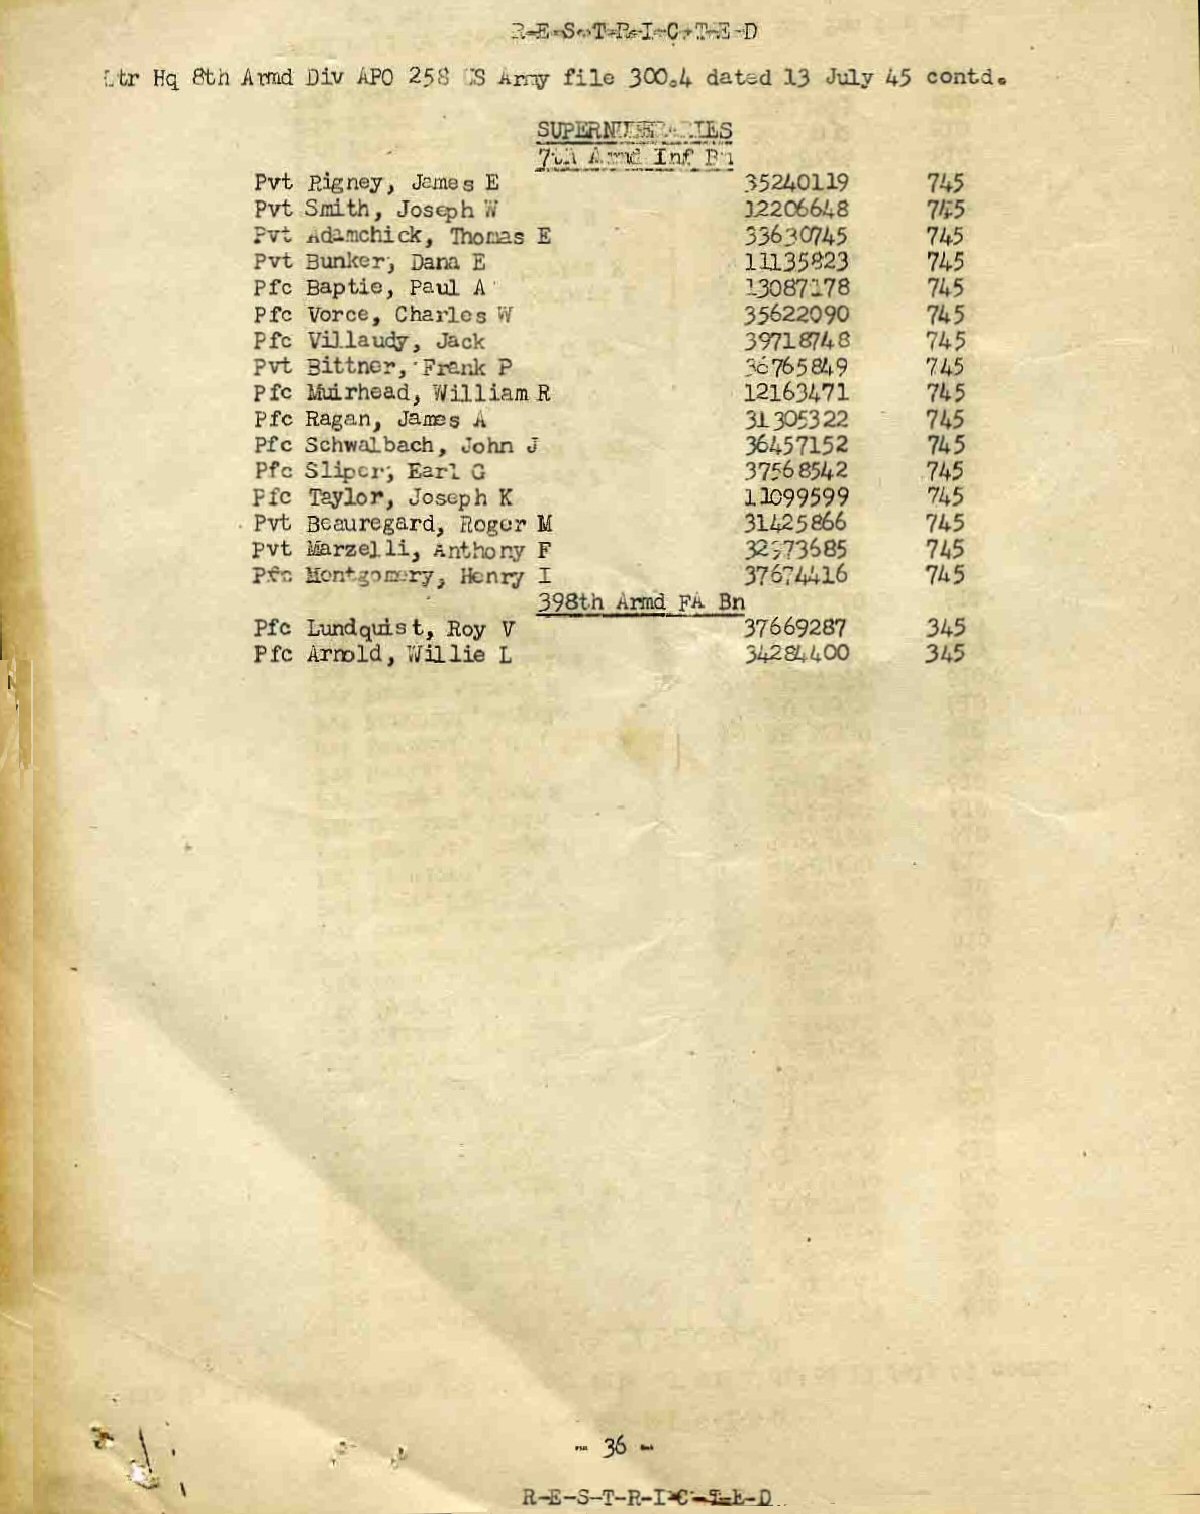 R-E-S-T-R-I-C-T-E-D
Ltr Hq 8th Armd Div APO 258 US Army file 300.4 dated 13 July 45 contd.
SUPERNUMERARIES
7th Armd Inf Bn
Pvt Rigney, James E 35240119 745
Pvt Smith, Joseph W 12206648 745
Pvt Adamchick, Thomas E 33630745 745
Pvt Bunker, Dana E 11135823 745
Pfc Baptie, Paul A 13087178 745
Pfc Vorce, Charles W 35622090 745
Pfc Villaudy, Jack 39718748 745
Pvt Bittner, Frank P 36765849 745
Pfc Muirhead, William R 12163471 745
Pfc Ragan, James A 31305322 745
Pfc Schwalbach, John J 36457152 745
Pfc Sliper, Earl G 37568542 745
Pfc Taylor, Joseph K 11099599 745
Pvt Beauregard, Roger M 31425866 745
Pvt Marzelli, Anthony F 745
Pfc Montgomery, Henry I 37674416 745
398th Armd FA Bn
Pfc Lundquist, Roy V 37669287 345
Pfc Arnold, Willie L 34284400 345
- 36 -
R-E-S-T-R-I-C-T-E-D